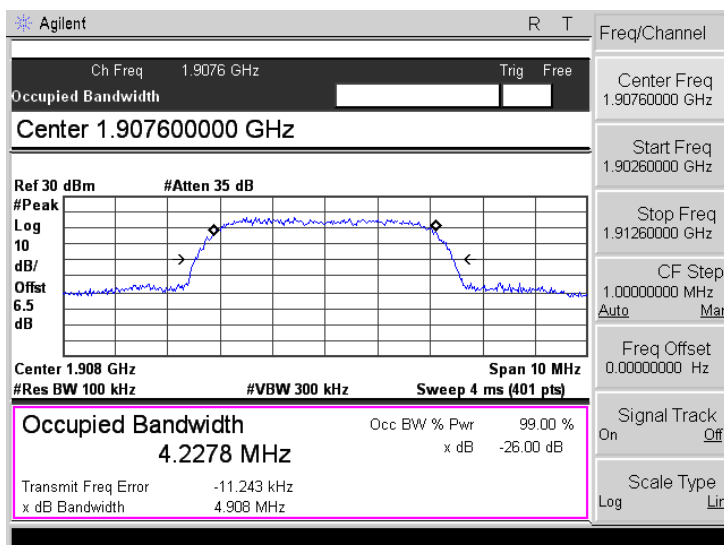 Agilent R T
Freq/Channel
Ch Freq 1.9076 GHz Trig Free
Occupied Bandwidth
Center 1.907600000 GHz
Ref 30 dBm #Atten 35 dB
#Peak
Log
10
dB/
Offst
6.5
dB
Center 1.908 GHz Span 10 MHz
#Res BW 100 kHz #VBW 300 kHz Sweep 4 ms (401 pts)
Occupied Bandwidth
4.2278 MHz
Occ BW % Pwr 99.00 %
x dB -26.00 dB
Transmit Freq Error -11.243 kHz
x dB Bandwidth 4.908 MHz
Center Freq
1.90760000 GHz
Start Freq
1.90260000 GHz
Stop Freq
1.91260000 GHz
CF Step
1.00000000 MHz
Auto Mar
Freq Offset
0.00000000 Hz
Signal Track
On Off
Scale Type
Log Lin